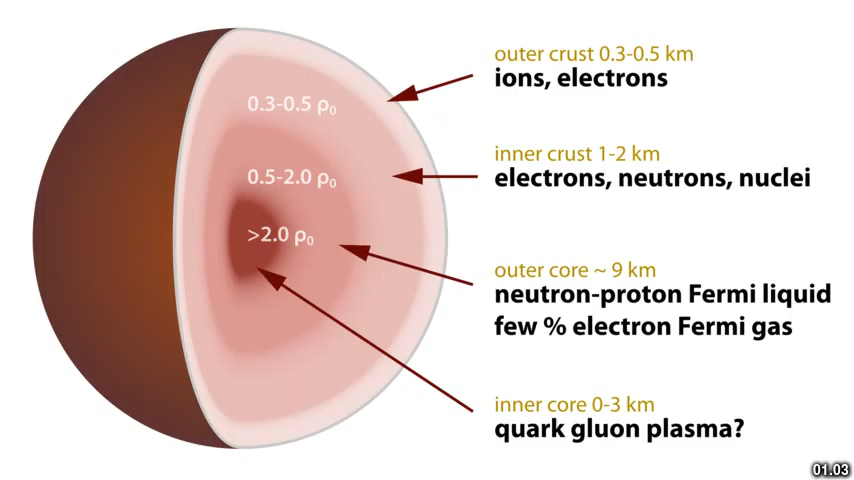 outer crust 0.3-0.5 km
ions, electrons
0.3-0.5 ρ₀
inner crust 1-2 km
electrons, neutrons, nuclei
0.5-2.0 ρ₀
>2.0 ρ₀
outer core ~ 9 km
neutron-proton Fermi liquid
few % electron Fermi gas
inner core 0-3 km
quark gluon plasma?
01.03